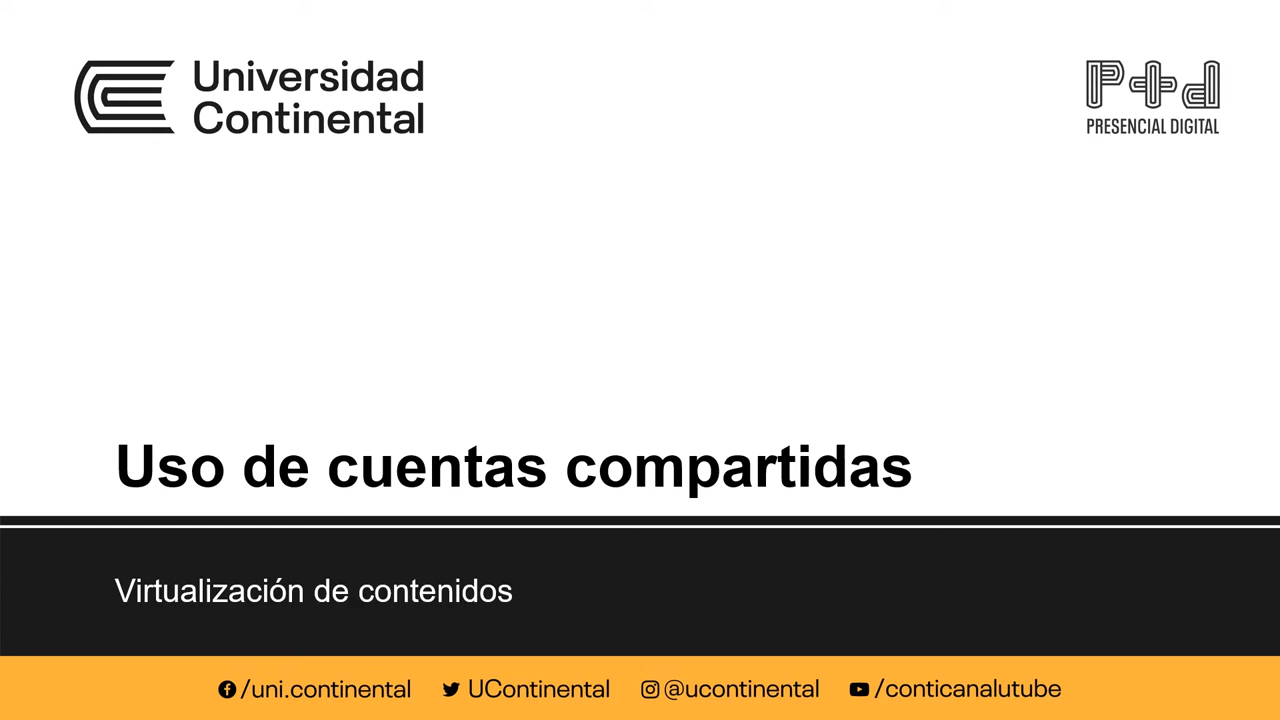 Universidad
Continental
P+d
PRESENCIAL DIGITAL
Uso de cuentas compartidas
Virtualización de contenidos
/uni.continental UContinental @ucontinental /conticanalutube